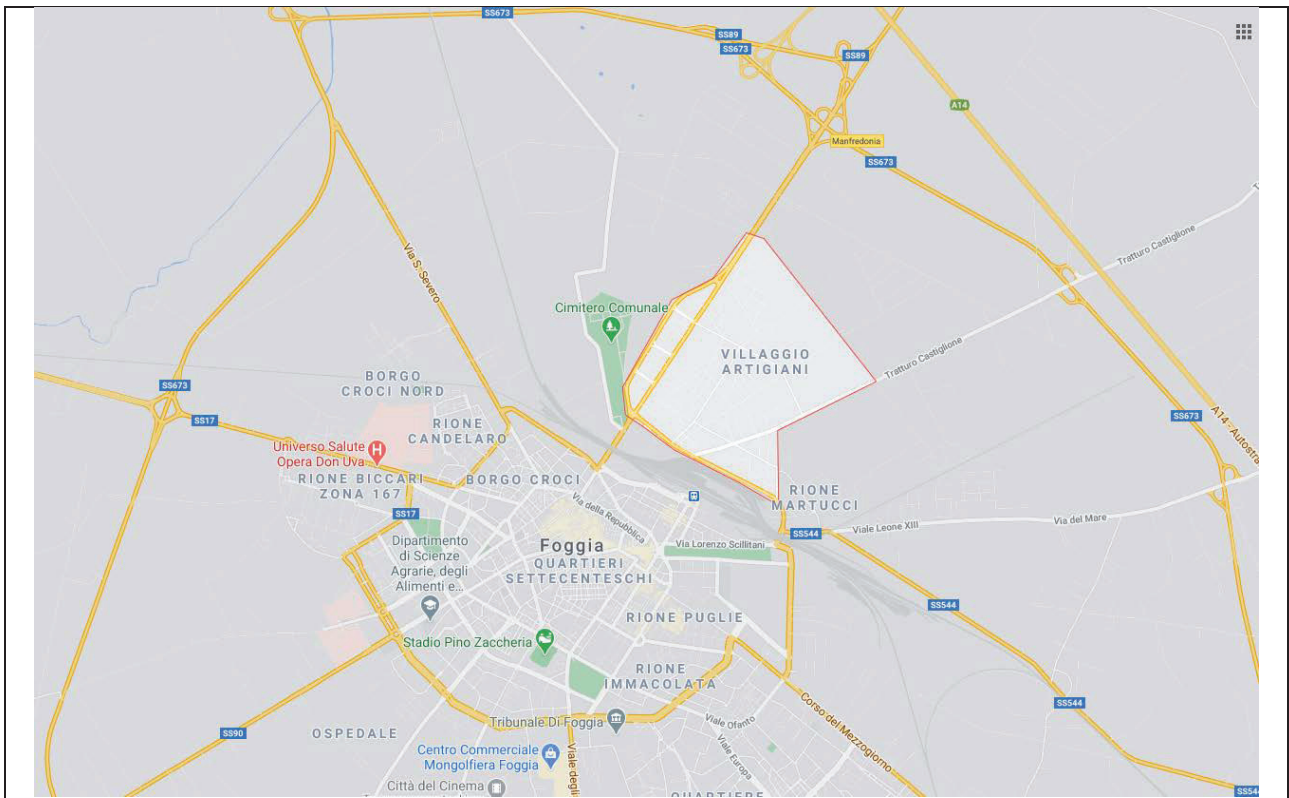 SS673
SS89
SS673
SS89
A14
Manfredonia
SS673
Tratturo Castiglione
Via S. Severo
Cimitero Comunale
VILLAGGIO
ARTIGIANI
Tratturo Castiglione
BORGO
CROCI NORD
SS673
SS17
SS673
A14 - Autostra
RIONE
CANDELARO
Universo Salute
Opera Don Uva
RIONE BICCARI
ZONA 167
BORGO CROCI
RIONE
MARTUCCI
Via della Repubblica
SS17
Viale Leone XIII
Via del Mare
SS544
Dipartimento
di Scienze
Agrarie, degli
Alimenti e...
Foggia
QUARTIERI
SETTECENTESCHI
Via Lorenzo Scillitani
SS544
RIONE PUGLIE
Stadio Pino Zaccheria
RIONE
IMMACOLATA
Corso del Mezzogiorno
SS544
Tribunale Di Foggia
Viale Ofanto
SS90
OSPEDALE
Viale Europa
Centro Commerciale
Mongolfiera Foggia
Viale degli
Città del Cinema
QUARTIERE
SS544